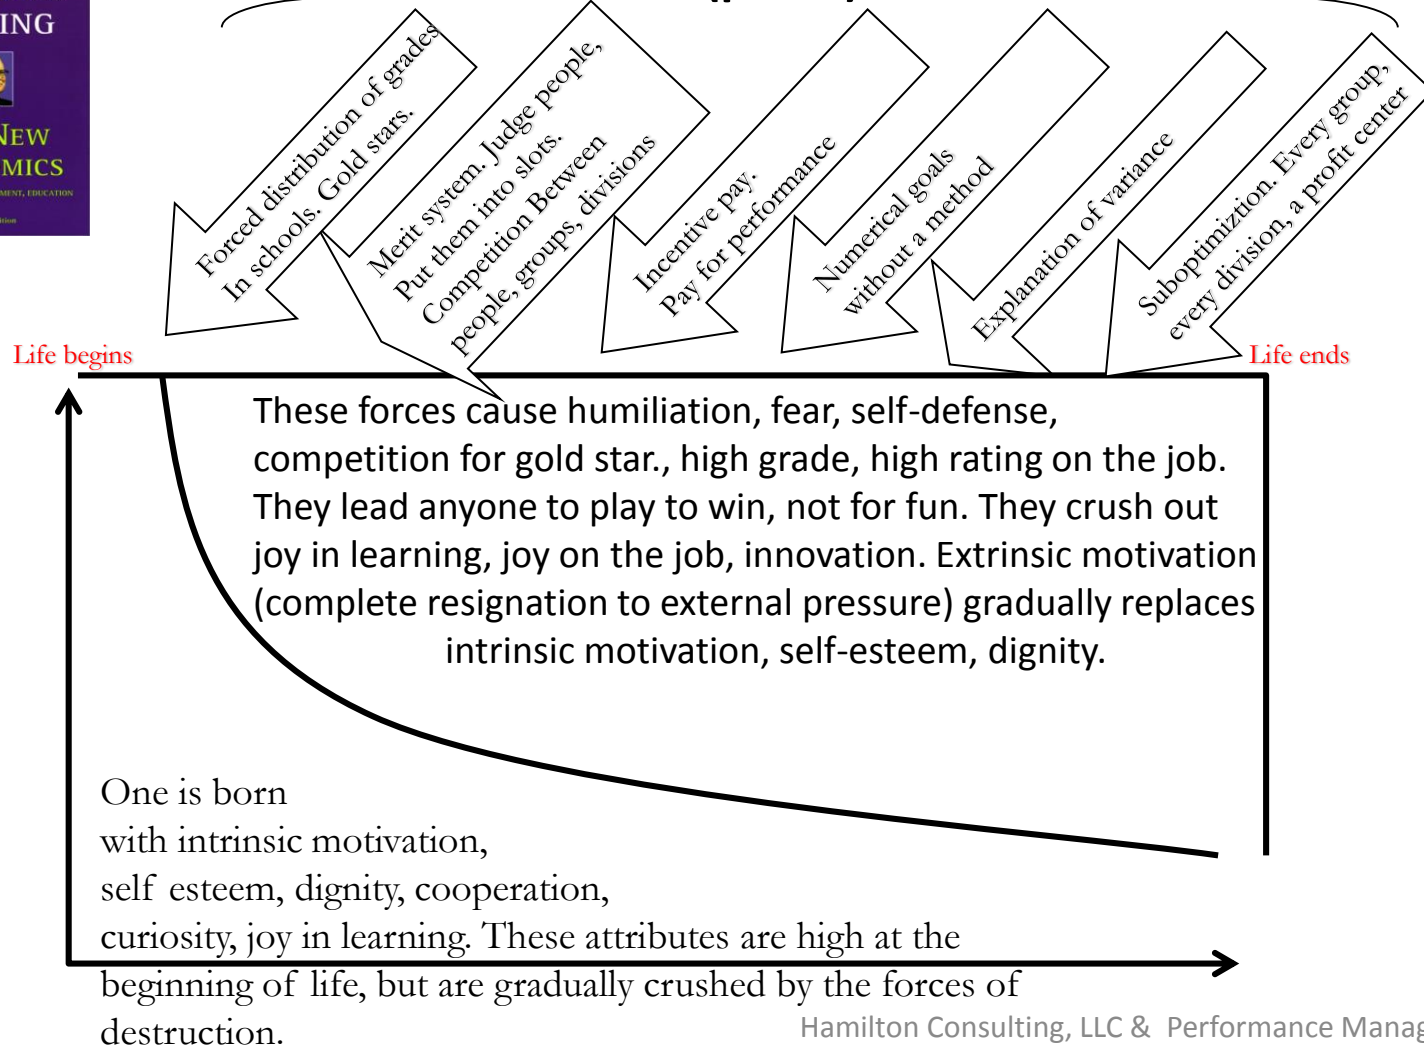 ING
NEW
MICS
MENT, EDUCATION
Forced distribution of grades
In schools. Gold stars.
Merit system. Judge people,
Put them into slots.
Competition Between
people, groups, divisions
Incentive pay.
Pay for performance
Numerical goals
without a method
Explanation of variance
Suboptimiztion. Every group,
every division, a profit center
Life begins
Life ends
These forces cause humiliation, fear, self-defense,
competition for gold star., high grade, high rating on the job.
They lead anyone to play to win, not for fun. They crush out
joy in learning, joy on the job, innovation. Extrinsic motivation
(complete resignation to external pressure) gradually replaces
intrinsic motivation, self-esteem, dignity.
One is born
with intrinsic motivation,
self esteem, dignity, cooperation,
curiosity, joy in learning. These attributes are high at the
beginning of life, but are gradually crushed by the forces of
destruction.
Hamilton Consulting, LLC & Performance Manag